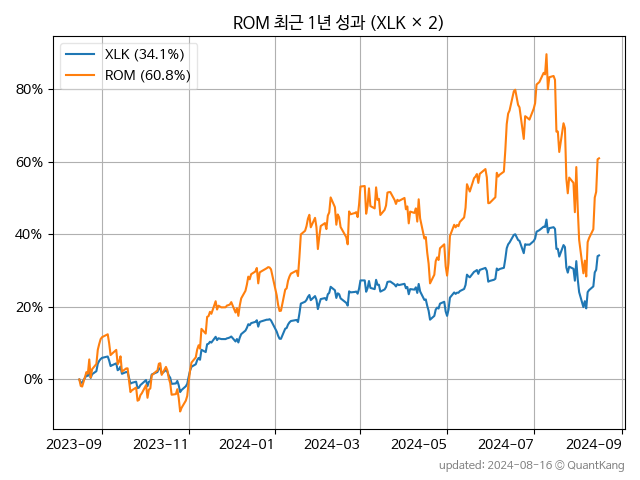 ROM 최근 1년 성과 (XLK × 2)
XLK (34.1%)
ROM (60.8%)
80%
60%
40%
20%
0%
2023-09 2023-11 2024-01 2024-03 2024-05 2024-07 2024-09
updated: 2024-08-16 © QuantKang